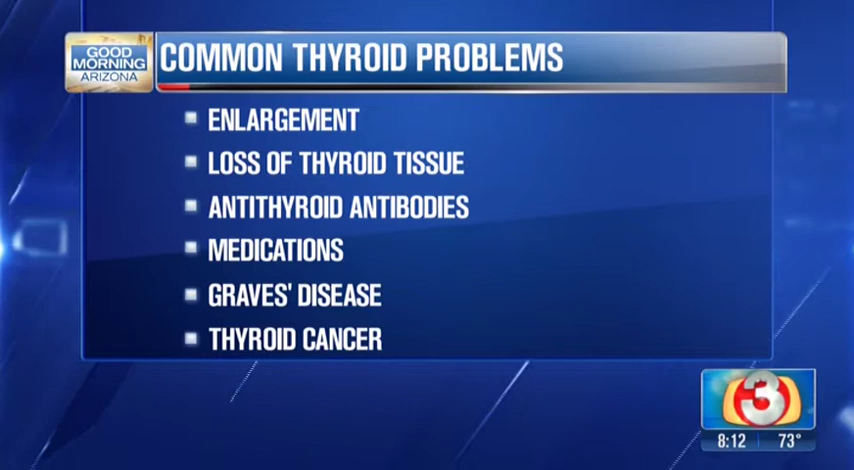 GOOD
MORNING
ARIZONA
COMMON THYROID PROBLEMS
ENLARGEMENT
LOSS OF THYROID TISSUE
ANTITHYROID ANTIBODIES
MEDICATIONS
GRAVES' DISEASE
THYROID CANCER
3
8:12 73°